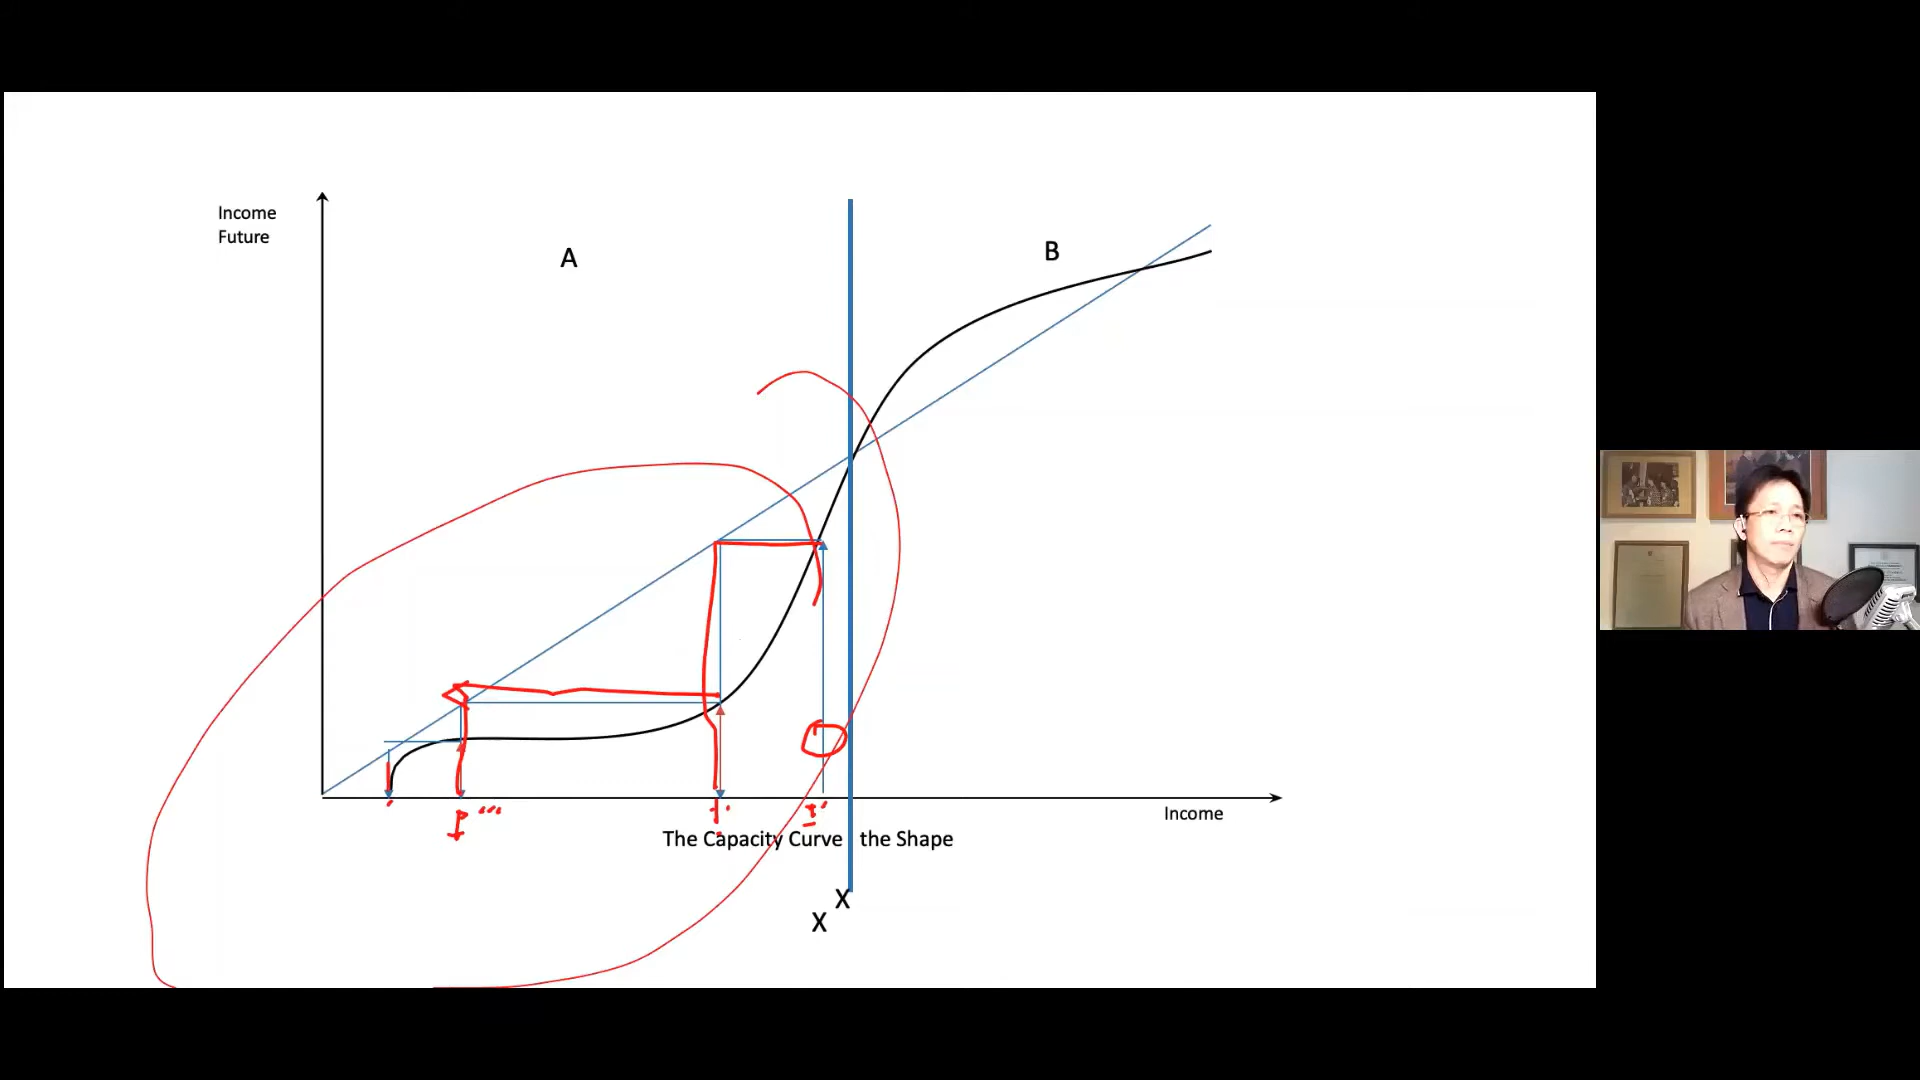 Income
Future
A
B
P'''
Income
The Capacity Curve the Shape
X
X